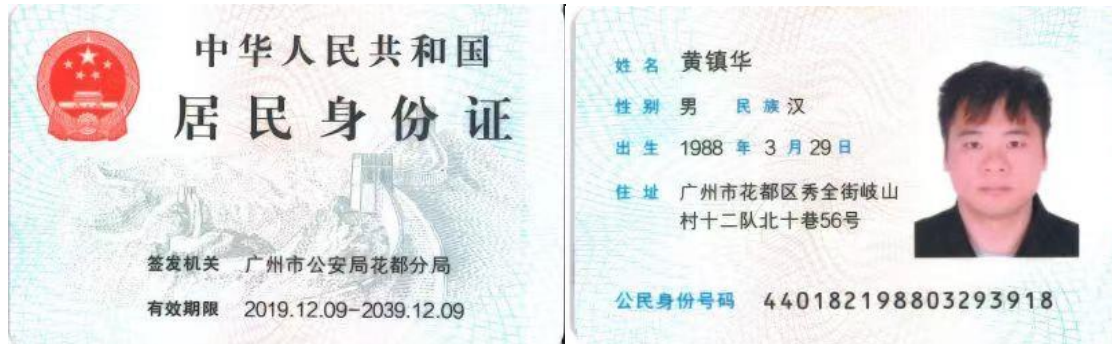 中华人民共和国
居民身份证
签发机关 广州市公安局花都分局
有效期限 2019.12.09-2039.12.09
姓名 黄镇华
性别 男 民族 汉
出生 1988 年 3 月 29 日
住址 广州市花都区秀全街岐山
村十二队北十巷56号
公民身份号码 440182198803293918